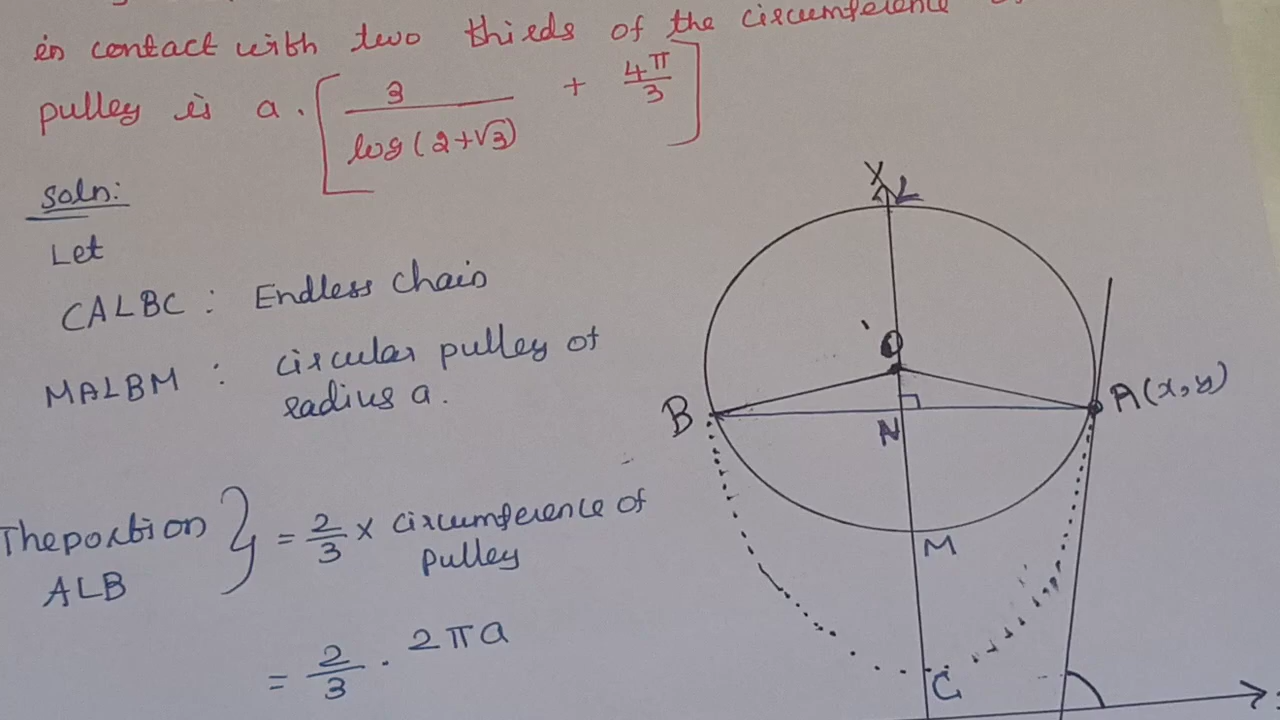 in contact with two thirds of the circumference
pulley is a. [ 3 / log(2+√3) + 4π/3 ]
Soln:
Let
CALBC : Endless Chain
MALBM : circular pulley of
radius a.
The portion
ALB } = 2/3 × circumference of
pulley
= 2/3 . 2πa
L
O
B
N
A(x,y)
M
C